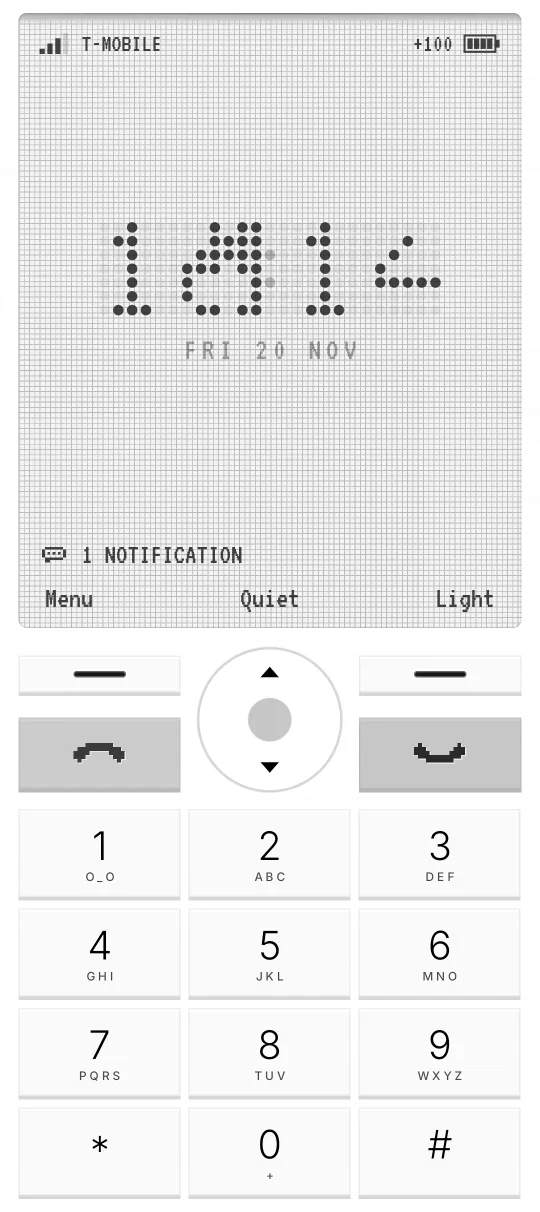 T-MOBILE +100
FRI 20 NOV
1 NOTIFICATION
Menu Quiet Light
1 2 3
O_O ABC DEF
4 5 6
GHI JKL MNO
7 8 9
PQRS TUV WXYZ
* 0 #
+